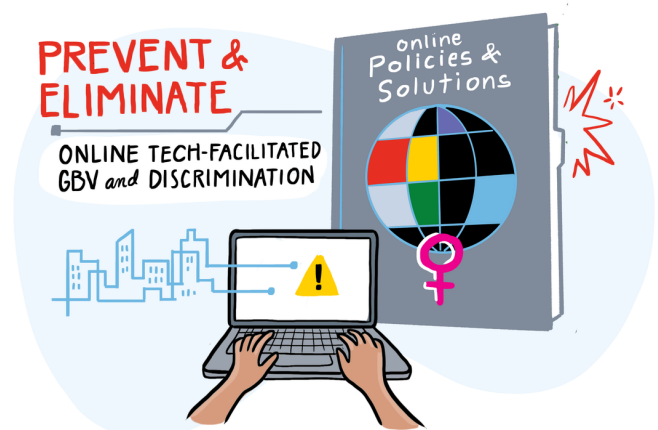 PREVENT &
ELIMINATE
ONLINE TECH-FACILITATED
GBV and DISCRIMINATION
online
Policies &
Solutions
!